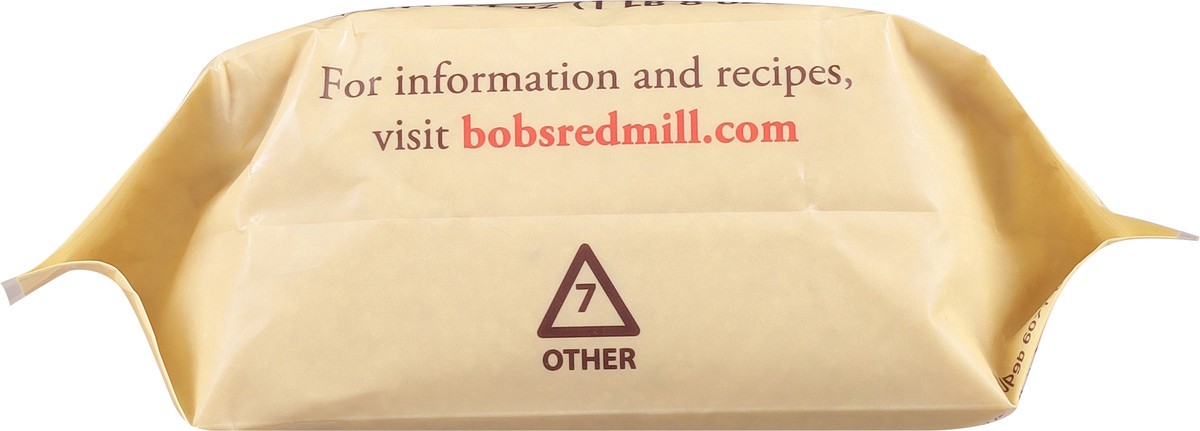 For information and recipes,
visit bobsredmill.com
7
OTHER